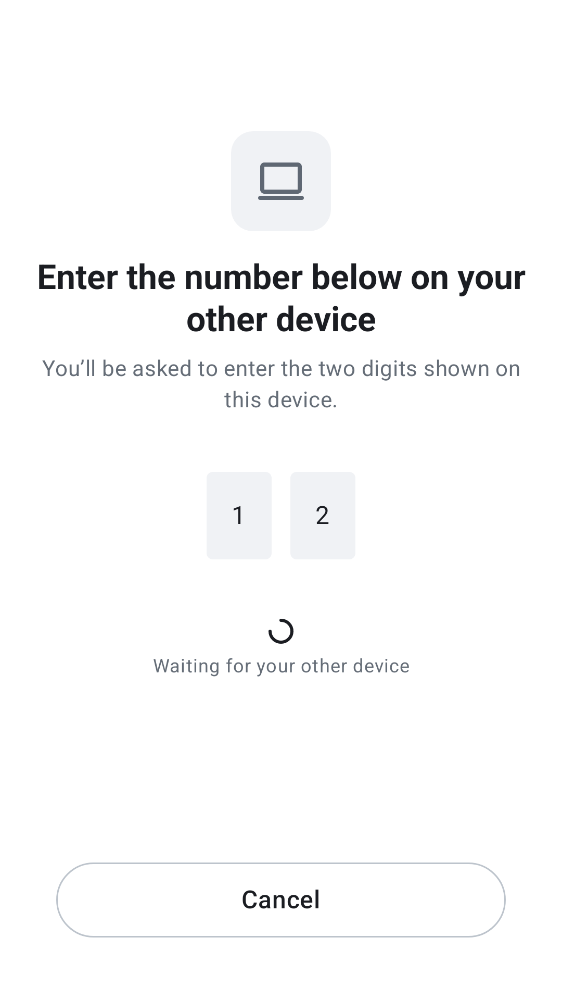 Enter the number below on your
other device
You’ll be asked to enter the two digits shown on
this device.
1 2
Waiting for your other device
Cancel